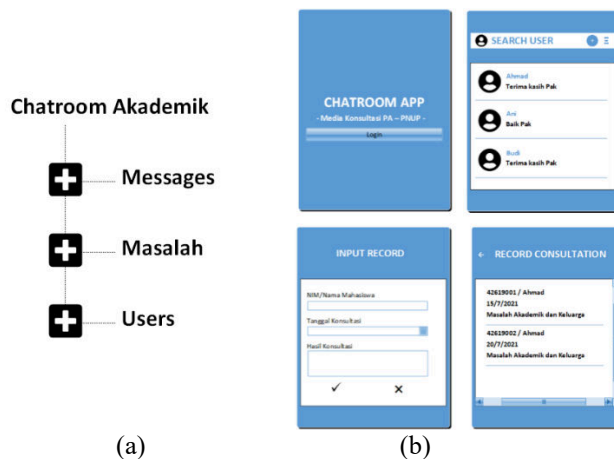 Chatroom Akademik
Messages
Masalah
Users
(a)
CHATROOM APP
- Media Konsultasi PA – PNUP -
Login
SEARCH USER
Ahmad
Terima kasih Pak
Ani
Baik Pak
Budi
Terima kasih Pak
INPUT RECORD
NIM/Nama Mahasiswa
Tanggal Konsultasi
Hasil Konsultasi
RECORD CONSULTATION
42619001 / Ahmad
15/7/2021
Masalah Akademik dan Keluarga
42619002 / Ahmad
20/7/2021
Masalah Akademik dan Keluarga
(b)